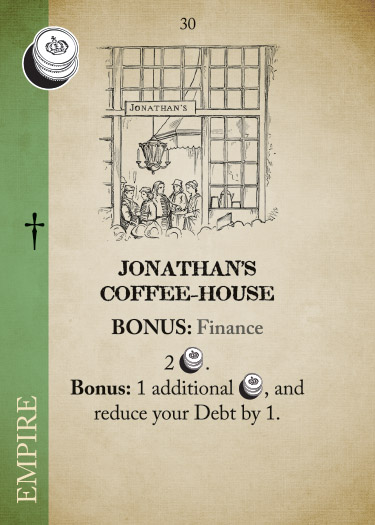 30
JONATHAN'S
JONATHAN'S
COFFEE-HOUSE
BONUS: Finance
2 .
Bonus: 1 additional , and
reduce your Debt by 1.
†
EMPIRE